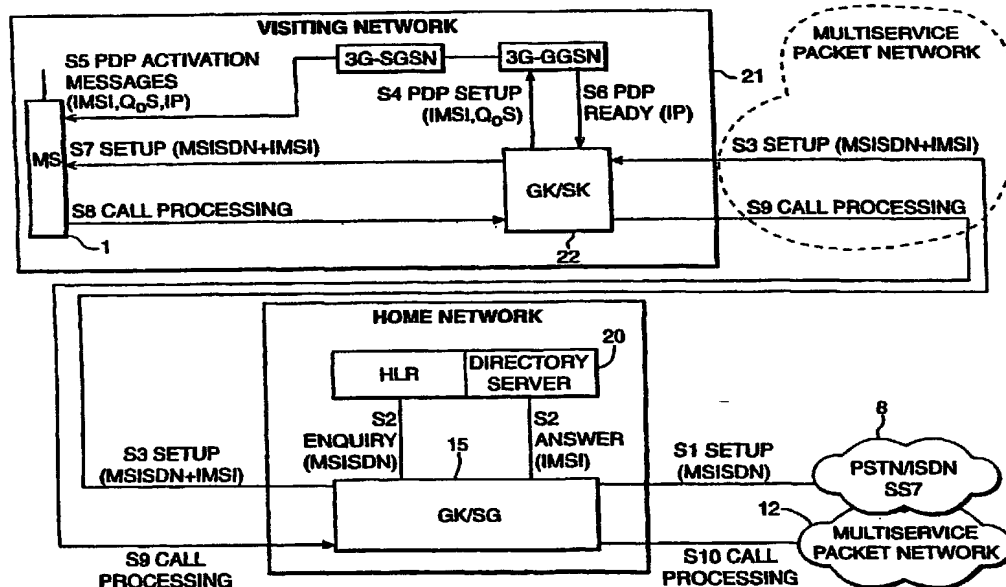 VISITING NETWORK
MULTISERVICE
PACKET NETWORK
S5 PDP ACTIVATION
MESSAGES
(IMSI,QoS,IP)
3G-SGSN
3G-GGSN
21
S4 PDP SETUP
(IMSI,QoS)
S6 PDP
READY (IP)
MS
S7 SETUP (MSISDN+IMSI)
GK/SK
S3 SETUP (MSISDN+IMSI)
S8 CALL PROCESSING
S9 CALL PROCESSING
1
22
HOME NETWORK
20
HLR
DIRECTORY
SERVER
S2
ENQUIRY
(MSISDN)
15
S2
ANSWER
(IMSI)
8
S3 SETUP
(MSISDN+IMSI)
S1 SETUP
(MSISDN)
PSTN/ISDN
SS7
GK/SG
12
MULTISERVICE
PACKET NETWORK
S9 CALL
PROCESSING
S10 CALL
PROCESSING